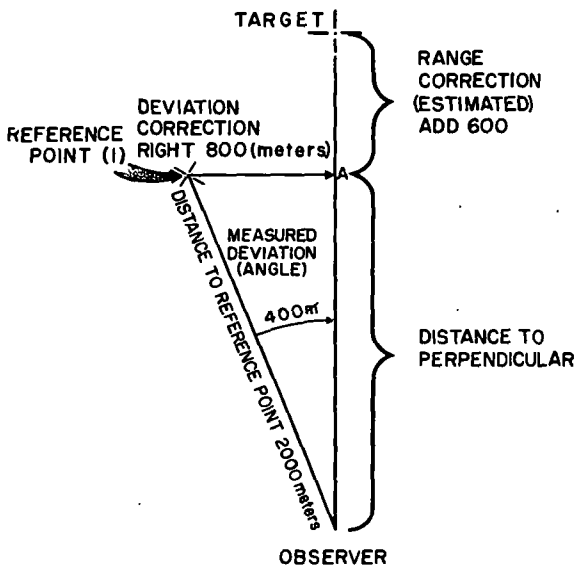 TARGET
RANGE
CORRECTION
(ESTIMATED)
ADD 600
DEVIATION
CORRECTION
RIGHT 800 (meters)
REFERENCE
POINT (1)
A
MEASURED
DEVIATION
(ANGLE)
400 m
DISTANCE TO REFERENCE POINT 2000 meters
DISTANCE TO
PERPENDICULAR
OBSERVER